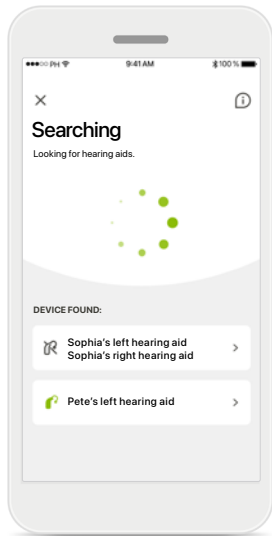 PH 9:41 AM 100%
Searching
Looking for hearing aids.
DEVICE FOUND:
Sophia's left hearing aid
Sophia's right hearing aid
Pete's left hearing aid